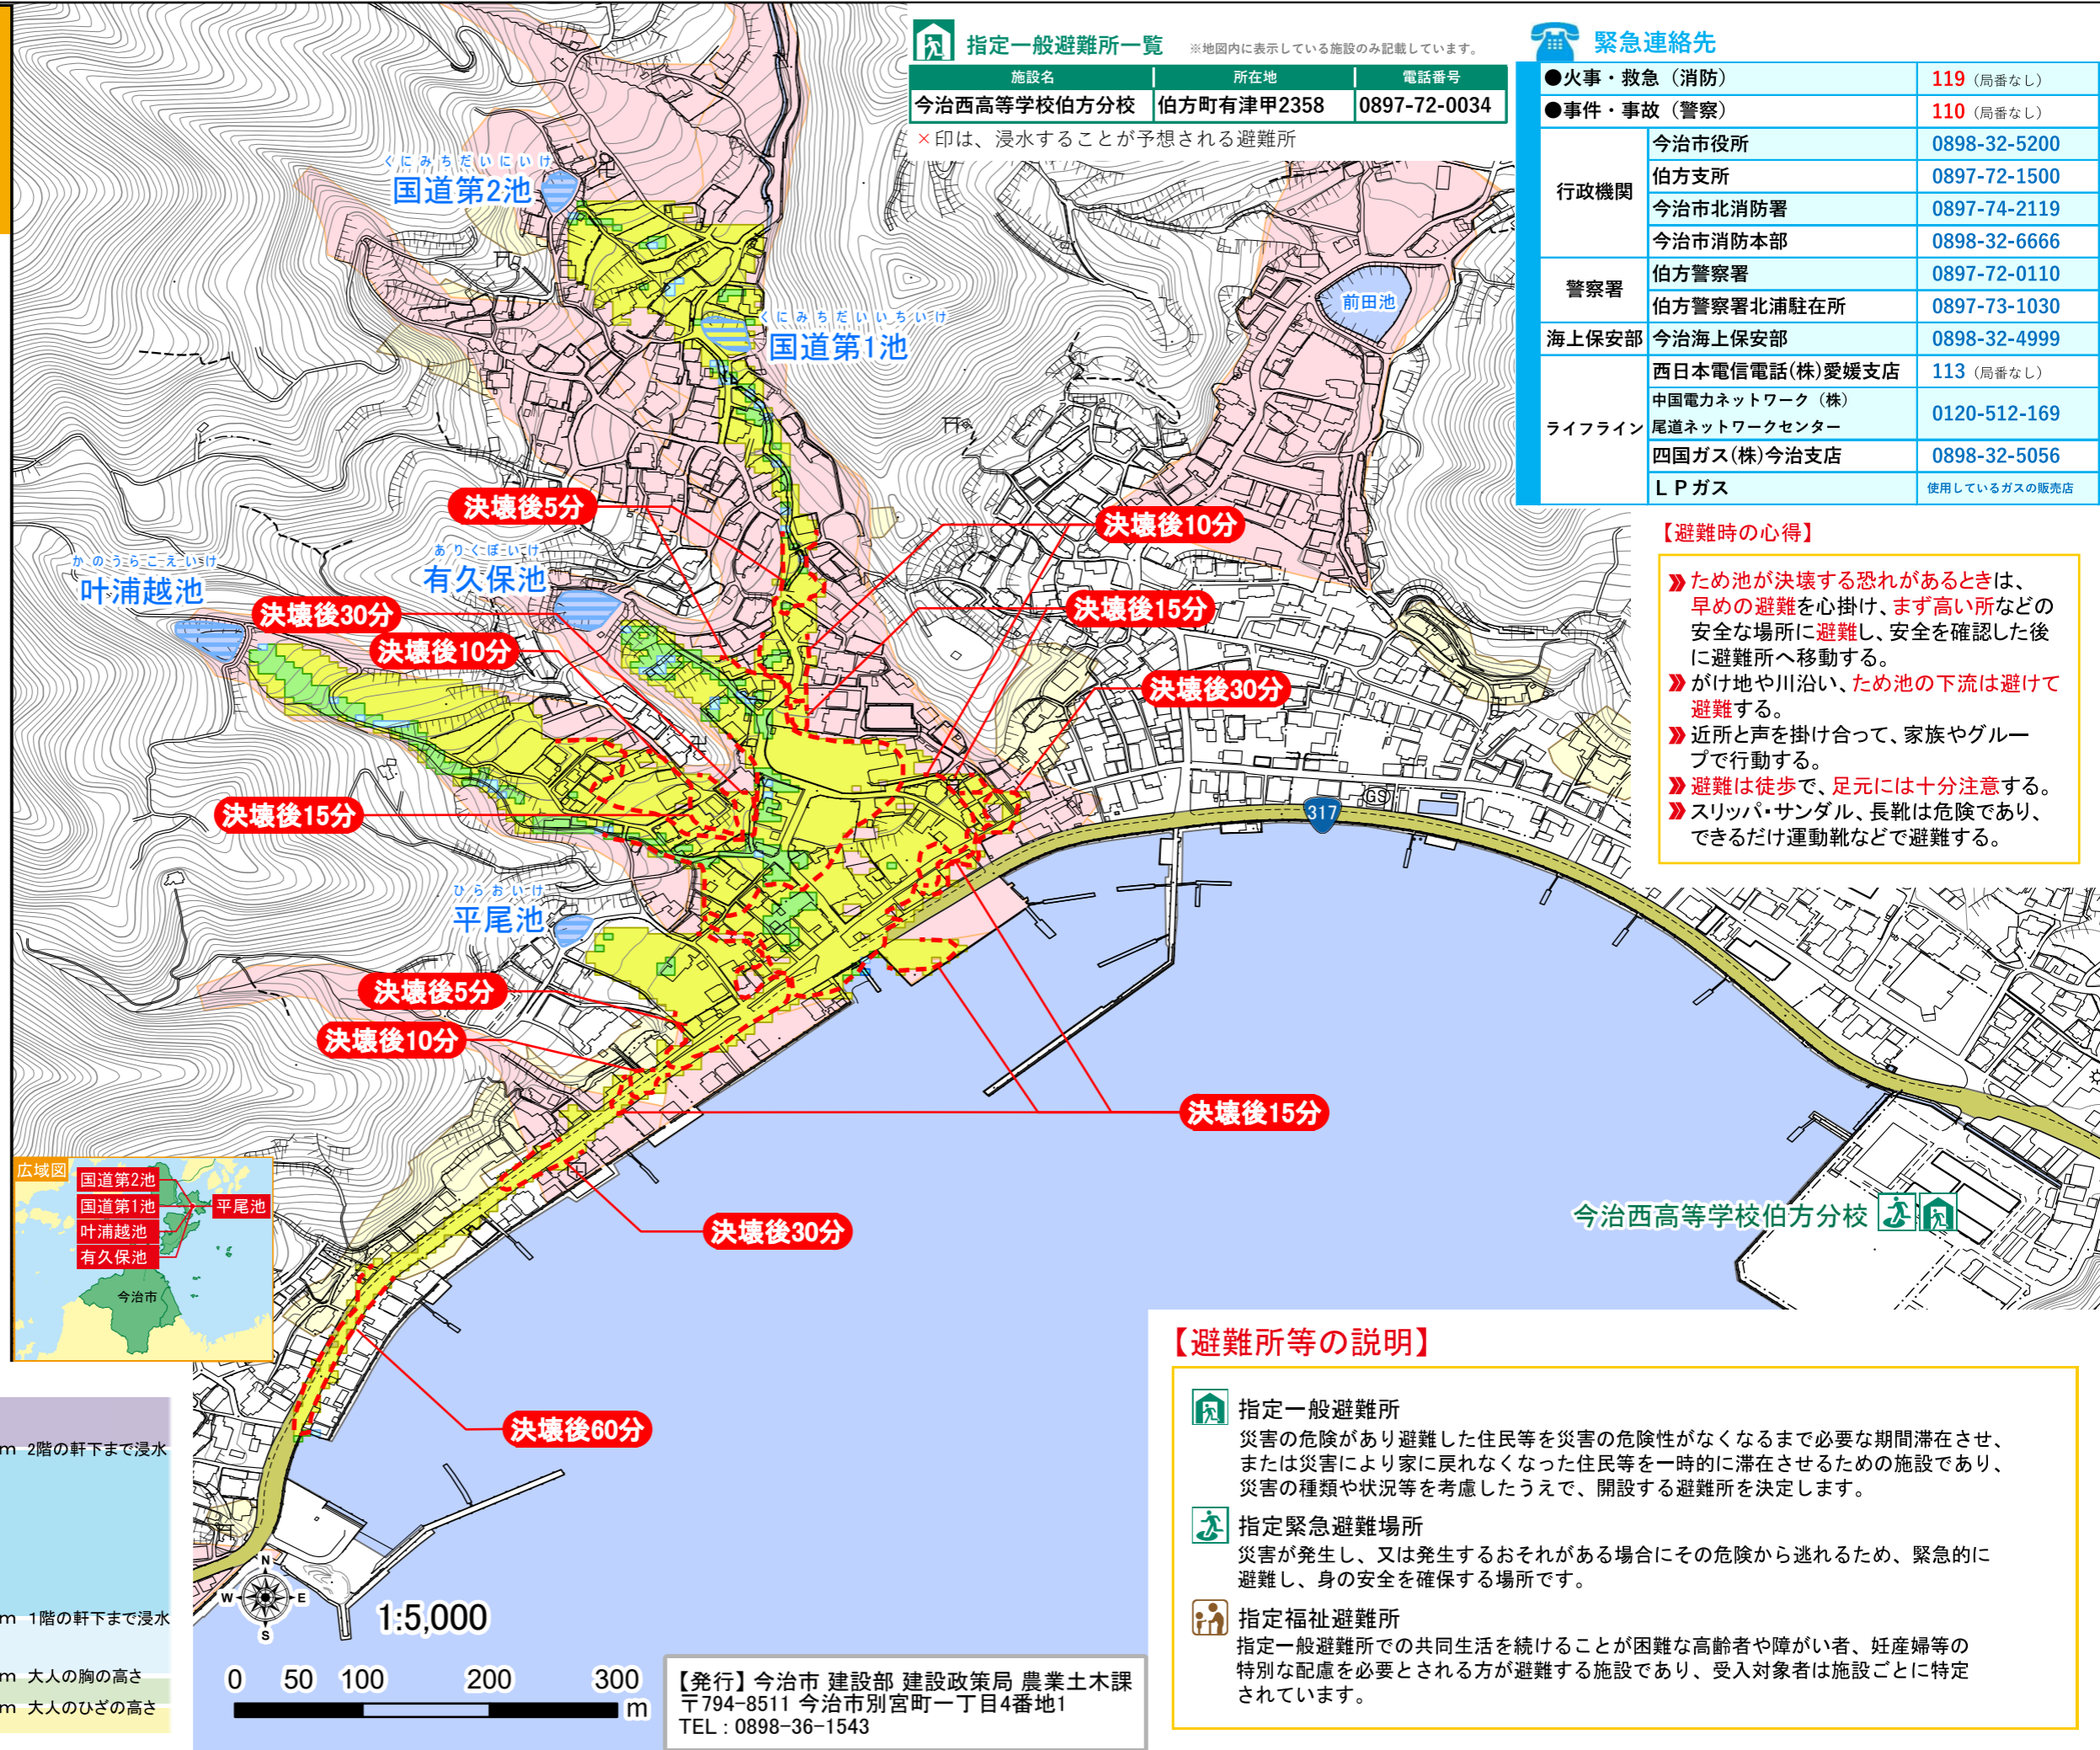 指定一般避難所一覧 ※地図内に表示している施設のみ記載しています。
施設名 所在地 電話番号
今治西高等学校伯方分校 伯方町有津甲2358 0897-72-0034
×印は、浸水することが予想される避難所
緊急連絡先
●火事・救急(消防) 119(局番なし)
●事件・事故(警察) 110(局番なし)
行政機関
今治市役所 0898-32-5200
伯方支所 0897-72-1500
今治市北消防署 0897-74-2119
今治市消防本部 0898-32-6666
警察署
伯方警察署 0897-72-0110
伯方警察署北浦駐在所 0897-73-1030
海上保安部 今治海上保安部 0898-32-4999
ライフライン
西日本電信電話(株)愛媛支店 113(局番なし)
中国電力ネットワーク(株)
尾道ネットワークセンター 0120-512-169
四国ガス(株)今治支店 0898-32-5056
LPガス 使用しているガスの販売店
【避難時の心得】
ため池が決壊する恐れがあるときは、
早めの避難を心掛け、まず高い所などの
安全な場所に避難し、安全を確認した後
に避難所へ移動する。
がけ地や川沿い、ため池の下流は避けて
避難する。
近所と声を掛け合って、家族やグルー
プで行動する。
避難は徒歩で、足元には十分注意する。
スリッパ・サンダル、長靴は危険であり、
できるだけ運動靴などで避難する。
くにみちだいにいけ
国道第2池
くにみちだいいちいけ
国道第1池
前田池
決壊後5分
決壊後10分
ありくぼいけ
有久保池
かのうらこえいけ
叶浦越池
決壊後30分
決壊後15分
決壊後10分
決壊後30分
決壊後15分
GS
317
ひらおいけ
平尾池
決壊後5分
決壊後10分
決壊後15分
決壊後30分
決壊後60分
今治西高等学校伯方分校
広域図
国道第2池
国道第1池
平尾池
叶浦越池
有久保池
今治市
m 2階の軒下まで浸水
m 1階の軒下まで浸水
m 大人の胸の高さ
m 大人のひざの高さ
N
W E
S
1:5,000
0 50 100 200 300
m
【発行】今治市 建設部 建設政策局 農業土木課
〒794-8511 今治市別宮町一丁目4番地1
TEL:0898-36-1543
【避難所等の説明】
指定一般避難所
災害の危険があり避難した住民等を災害の危険性がなくなるまで必要な期間滞在させ、
または災害により家に戻れなくなった住民等を一時的に滞在させるための施設であり、
災害の種類や状況等を考慮したうえで、開設する避難所を決定します。
指定緊急避難場所
災害が発生し、又は発生するおそれがある場合にその危険から逃れるため、緊急的に
避難し、身の安全を確保する場所です。
指定福祉避難所
指定一般避難所での共同生活を続けることが困難な高齢者や障がい者、妊産婦等の
特別な配慮を必要とされる方が避難する施設であり、受入対象者は施設ごとに特定
されています。